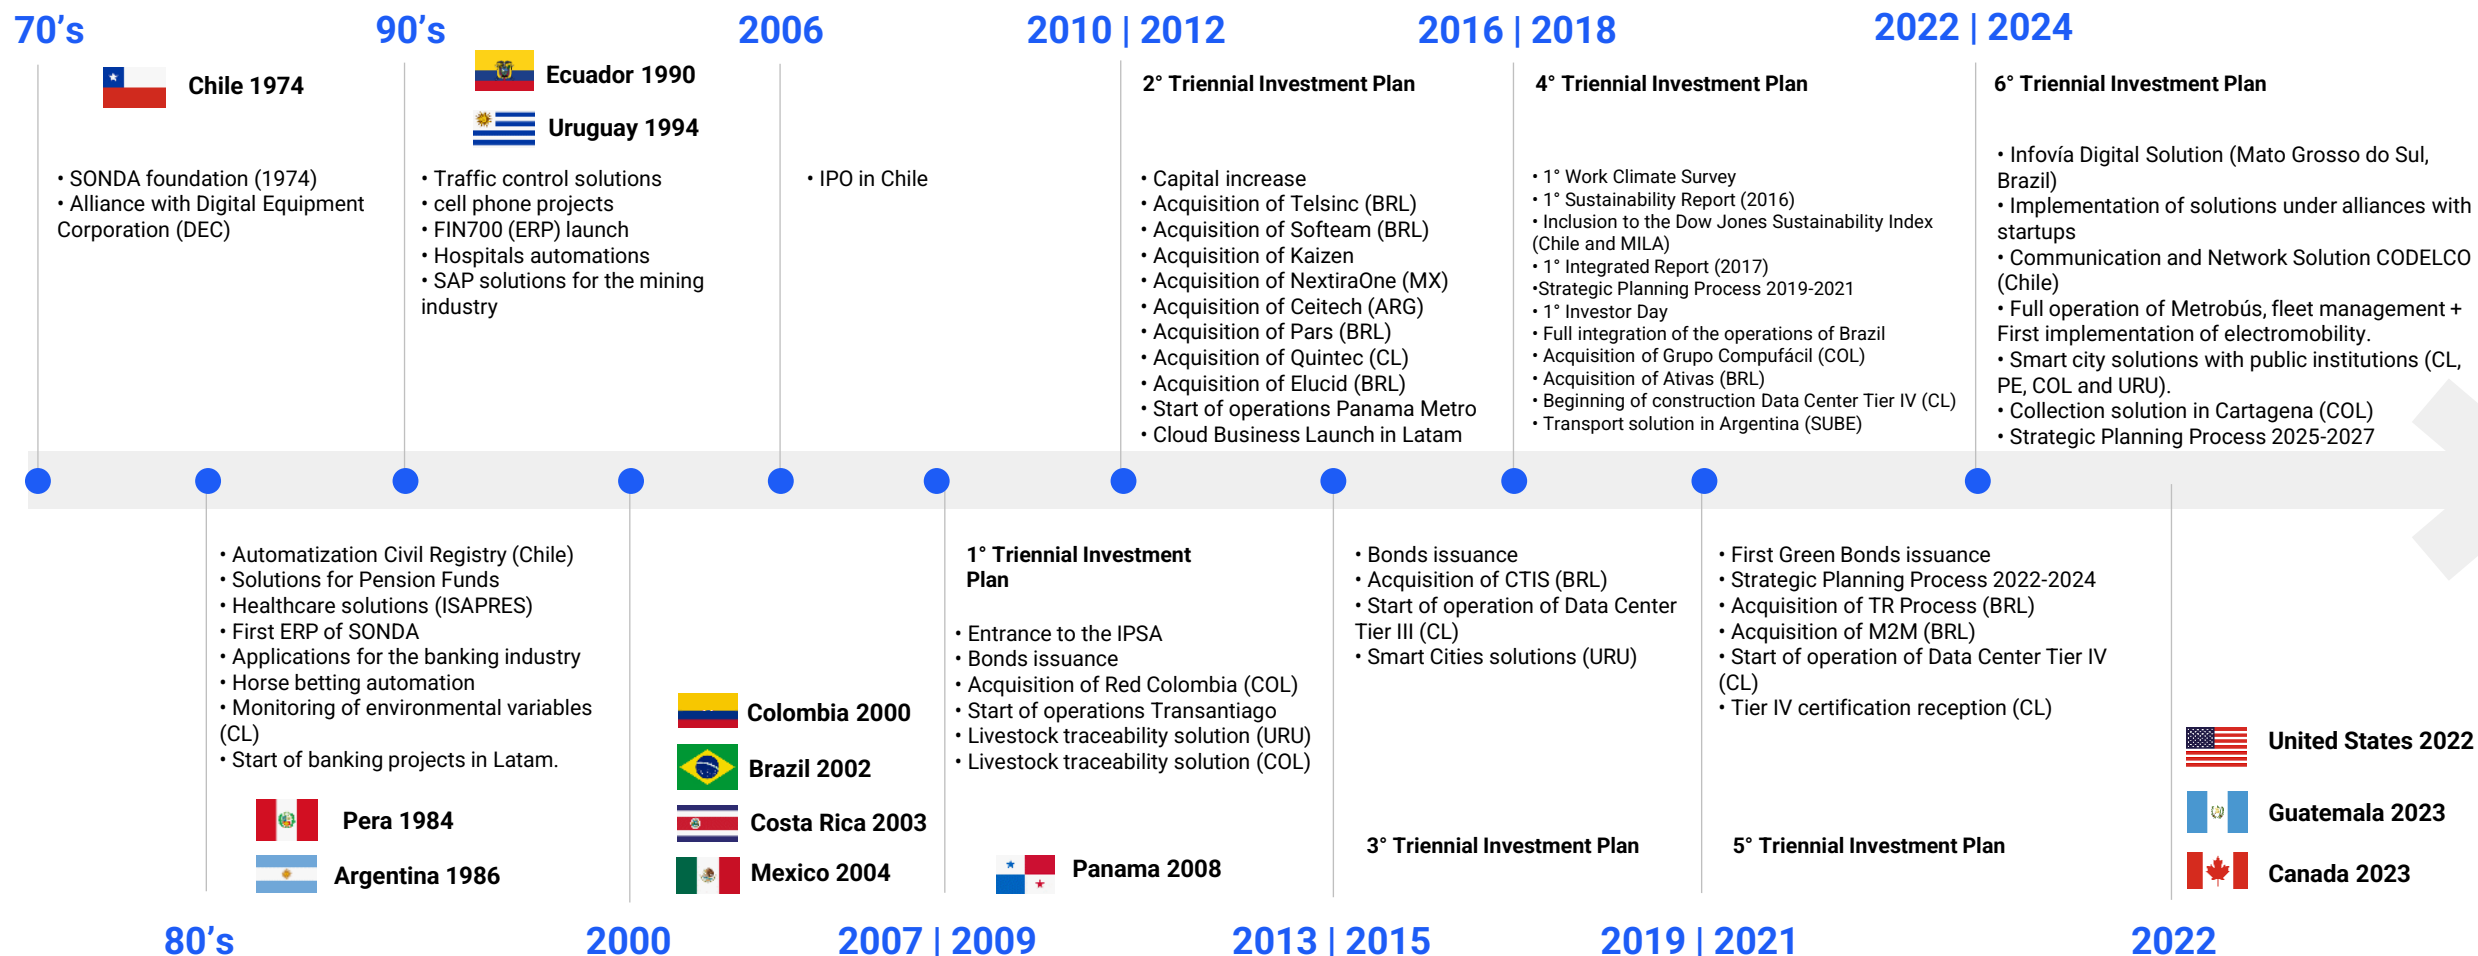 70's
90's
2006
2010 | 2012
2016 | 2018
2022 | 2024
Chile 1974
• SONDA foundation (1974)
• Alliance with Digital Equipment
Corporation (DEC)
Ecuador 1990
Uruguay 1994
• Traffic control solutions
• cell phone projects
• FIN700 (ERP) launch
• Hospitals automations
• SAP solutions for the mining
industry
• IPO in Chile
2° Triennial Investment Plan
• Capital increase
• Acquisition of Telsinc (BRL)
• Acquisition of Softeam (BRL)
• Acquisition of Kaizen
• Acquisition of NextiraOne (MX)
• Acquisition of Ceitech (ARG)
• Acquisition of Pars (BRL)
• Acquisition of Quintec (CL)
• Acquisition of Elucid (BRL)
• Start of operations Panama Metro
• Cloud Business Launch in Latam
4° Triennial Investment Plan
• 1° Work Climate Survey
• 1° Sustainability Report (2016)
• Inclusion to the Dow Jones Sustainability Index
(Chile and MILA)
• 1° Integrated Report (2017)
•Strategic Planning Process 2019-2021
• 1° Investor Day
• Full integration of the operations of Brazil
• Acquisition of Grupo Compufácil (COL)
• Acquisition of Ativas (BRL)
• Beginning of construction Data Center Tier IV (CL)
• Transport solution in Argentina (SUBE)
6° Triennial Investment Plan
• Infovía Digital Solution (Mato Grosso do Sul,
Brazil)
• Implementation of solutions under alliances with
startups
• Communication and Network Solution CODELCO
(Chile)
• Full operation of Metrobús, fleet management +
First implementation of electromobility.
• Smart city solutions with public institutions (CL,
PE, COL and URU).
• Collection solution in Cartagena (COL)
• Strategic Planning Process 2025-2027
• Automatization Civil Registry (Chile)
• Solutions for Pension Funds
• Healthcare solutions (ISAPRES)
• First ERP of SONDA
• Applications for the banking industry
• Horse betting automation
• Monitoring of environmental variables
(CL)
• Start of banking projects in Latam.
Pera 1984
Argentina 1986
Colombia 2000
Brazil 2002
Costa Rica 2003
Mexico 2004
1° Triennial Investment
Plan
• Entrance to the IPSA
• Bonds issuance
• Acquisition of Red Colombia (COL)
• Start of operations Transantiago
• Livestock traceability solution (URU)
• Livestock traceability solution (COL)
Panama 2008
• Bonds issuance
• Acquisition of CTIS (BRL)
• Start of operation of Data Center
Tier III (CL)
• Smart Cities solutions (URU)
3° Triennial Investment Plan
• First Green Bonds issuance
• Strategic Planning Process 2022-2024
• Acquisition of TR Process (BRL)
• Acquisition of M2M (BRL)
• Start of operation of Data Center Tier IV
(CL)
• Tier IV certification reception (CL)
5° Triennial Investment Plan
United States 2022
Guatemala 2023
Canada 2023
80's
2000
2007 | 2009
2013 | 2015
2019 | 2021
2022